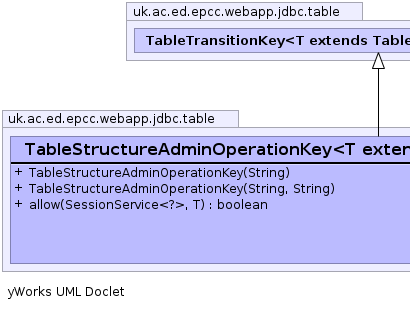 uk.ac.ed.epcc.webapp.jdbc.table
TableTransitionKey<T extends Table
uk.ac.ed.epcc.webapp.jdbc.table
TableStructureAdminOperationKey<T exten
+ TableStructureAdminOperationKey(String)
+ TableStructureAdminOperationKey(String, String)
+ allow(SessionService<?>, T) : boolean
yWorks UML Doclet